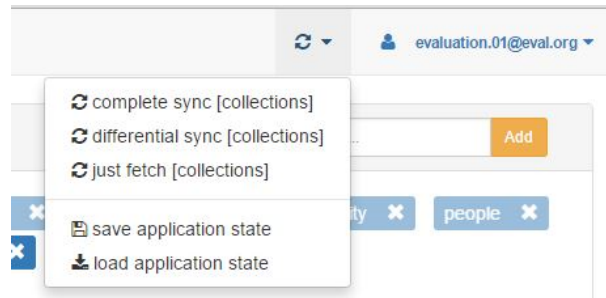 evaluation.01@eval.org
complete sync [collections]
differential sync [collections]
... Add
just fetch [collections]
ity people
save application state
load application state